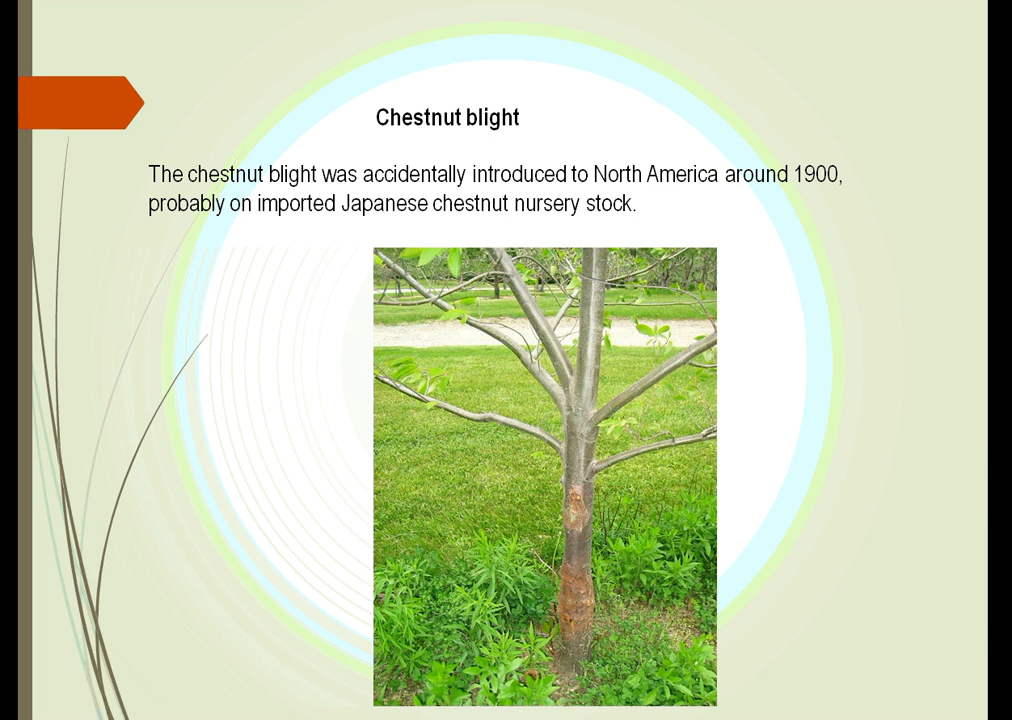 Chestnut blight
The chestnut blight was accidentally introduced to North America around 1900,
probably on imported Japanese chestnut nursery stock.